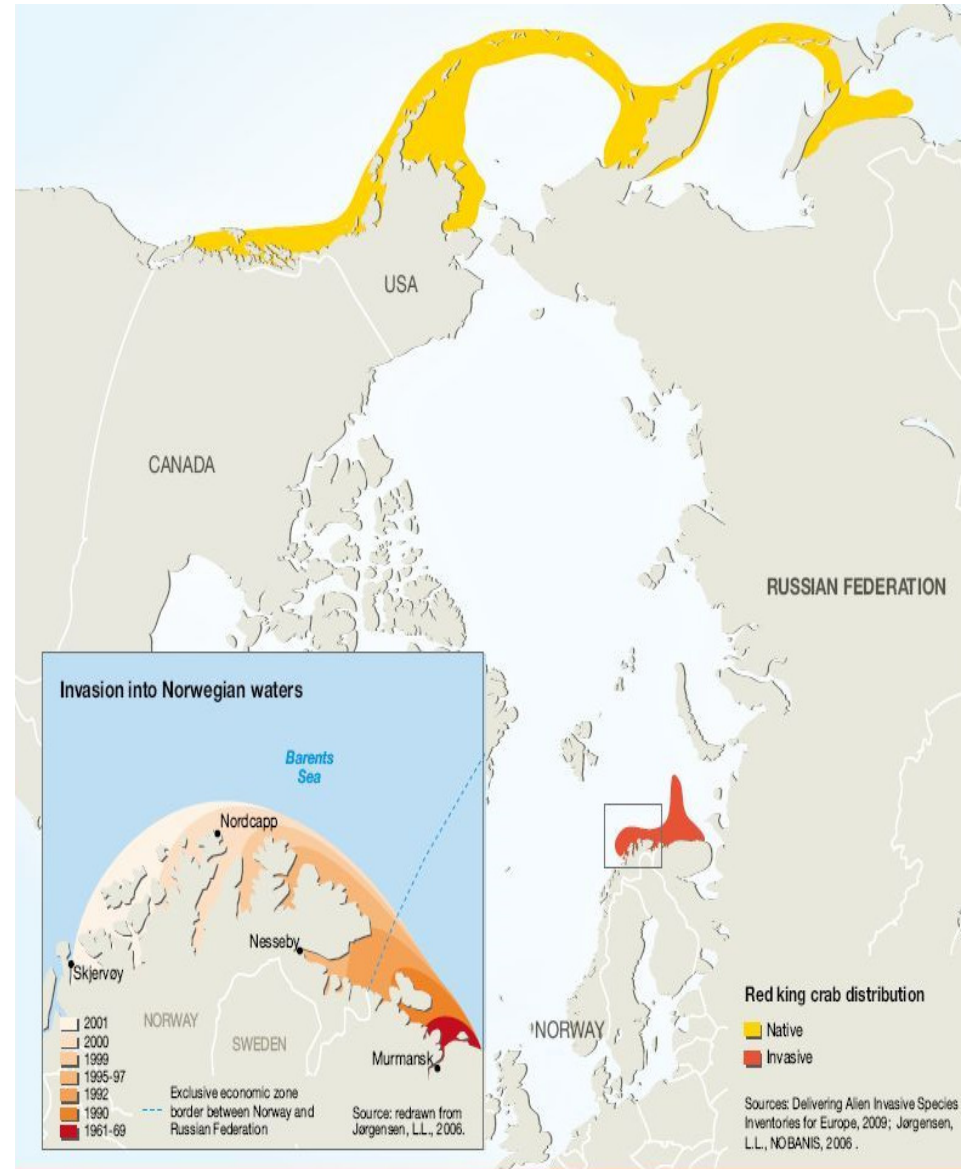 USA
CANADA
RUSSIAN FEDERATION
Invasion into Norwegian waters
Barents
Sea
Nordcapp
Nesseby
Skjervøy
NORWAY
SWEDEN
Murmansk
2001
2000
1999
1995-97
1992
1990
1961-69
Exclusive economic zone
border between Norway and
Russian Federation
Source: redrawn from
Jørgensen, L.L., 2006.
NORWAY
Red king crab distribution
Native
Invasive
Sources: Delivering Alien Invasive Species
Inventories for Europe, 2009; Jørgensen,
L.L., NOBANIS, 2006 .